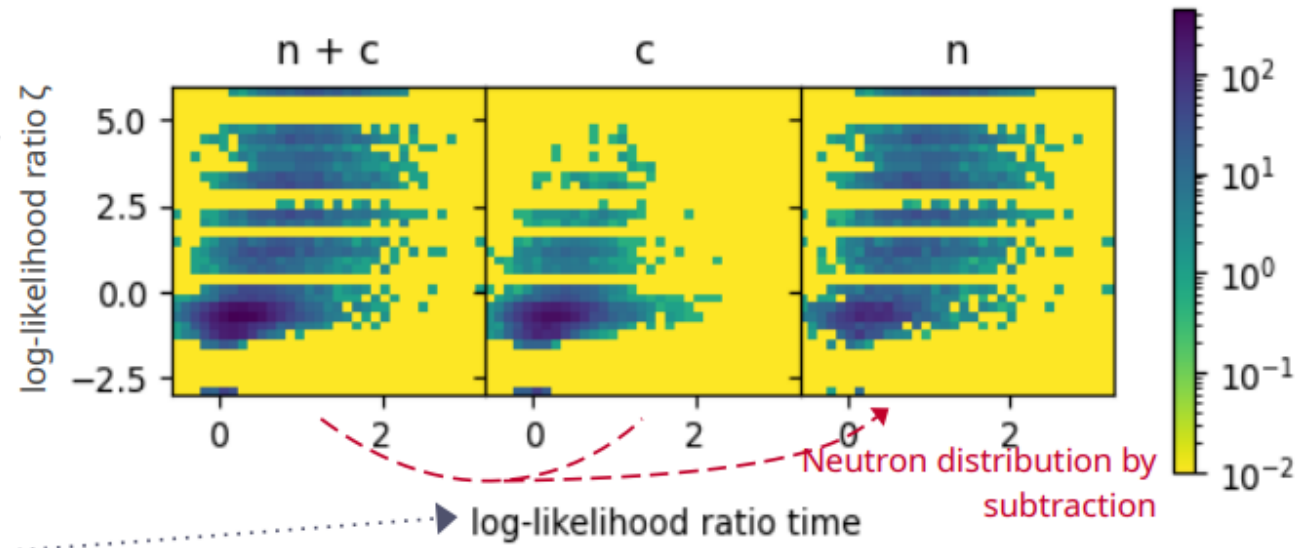 n + c
c
n
log-likelihood ratio ζ
5.0
2.5
0.0
−2.5
0
2
0
2
0
2
10²
10¹
10⁰
10⁻¹
10⁻²
Neutron distribution by
subtraction
log-likelihood ratio time